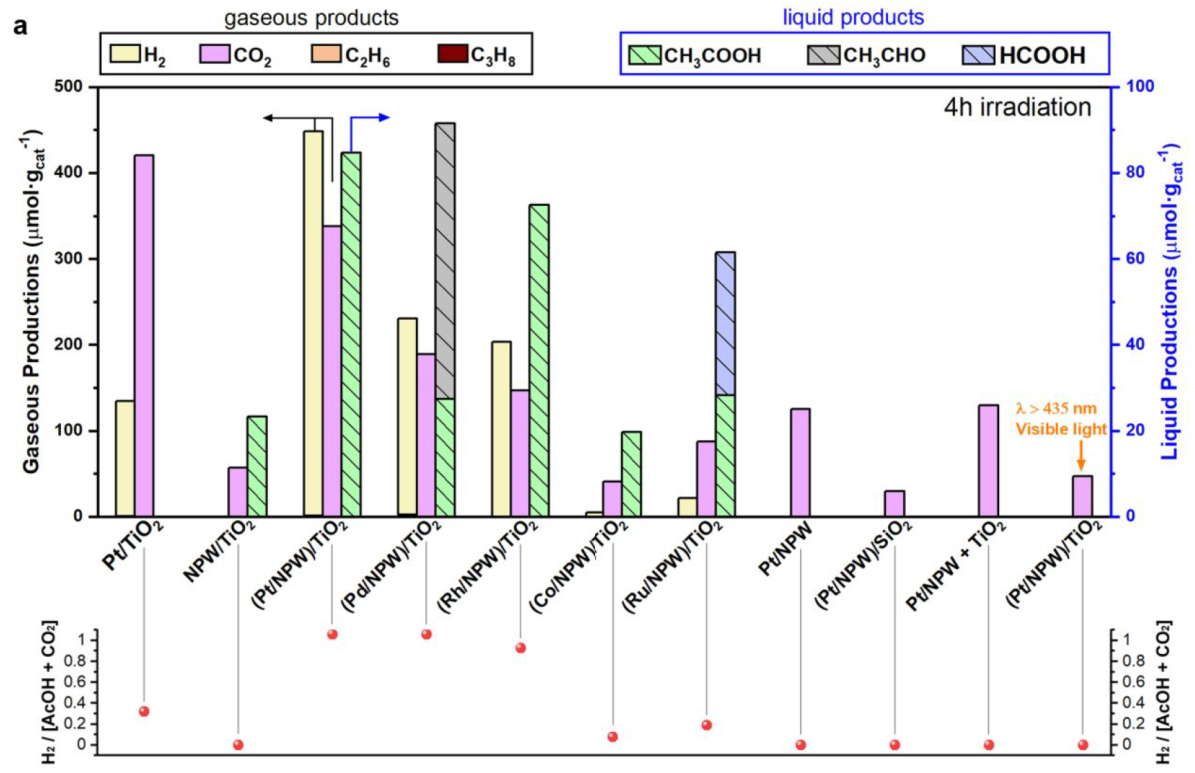 a
gaseous products
liquid products
H₂ CO₂ C₂H₆ C₃H₈
CH₃COOH CH₃CHO HCOOH
500
400
300
200
100
0
Gaseous Productions (μmol·g_cat⁻¹)
4h irradiation
λ > 435 nm
Visible light
100
80
60
40
20
0
Liquid Productions (μmol·g_cat⁻¹)
Pt/TiO₂
NPW/TiO₂
(Pt/NPW)/TiO₂
(Pd/NPW)/TiO₂
(Rh/NPW)/TiO₂
(Co/NPW)/TiO₂
(Ru/NPW)/TiO₂
Pt/NPW
(Pt/NPW)/SiO₂
Pt/NPW + TiO₂
(Pt/NPW)/TiO₂
H₂ / [AcOH + CO₂]
1
0.8
0.6
0.4
0.2
0
1
0.8
0.6
0.4
0.2
0
H₂ / [AcOH + CO₂]